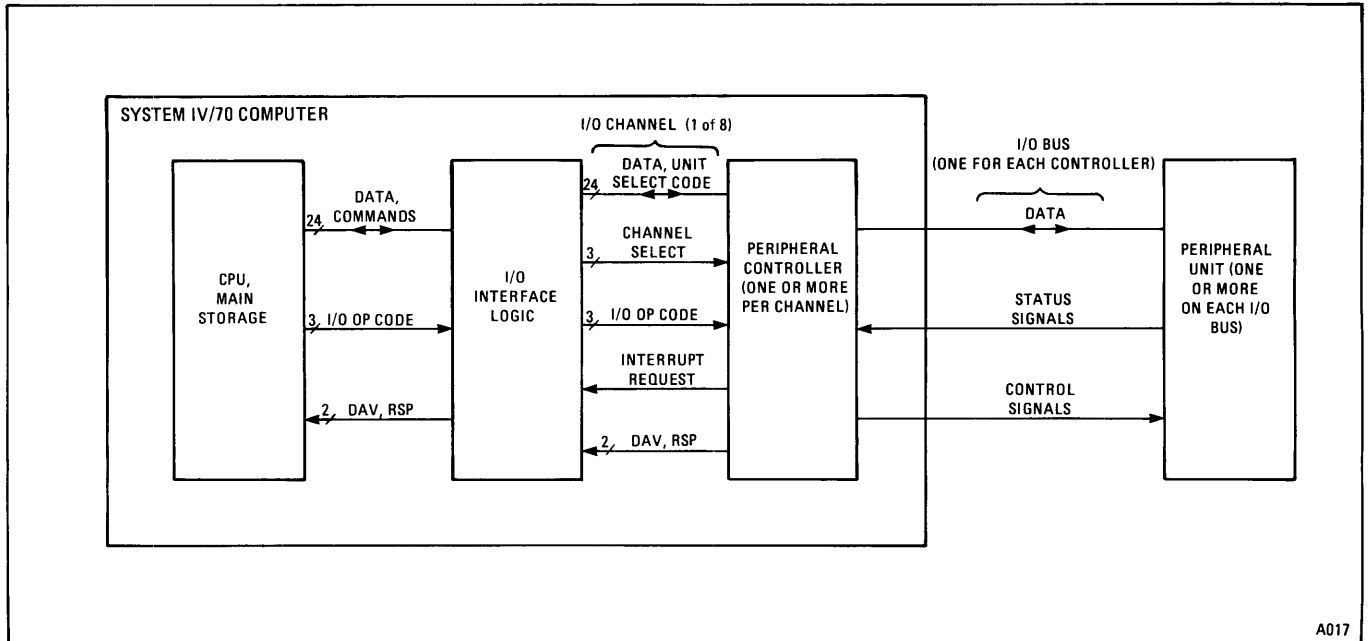 SYSTEM IV/70 COMPUTER
I/O CHANNEL (1 of 8)
I/O BUS
(ONE FOR EACH CONTROLLER)
CPU,
MAIN
STORAGE
24
DATA,
COMMANDS
3 I/O OP CODE
2 DAV, RSP
I/O
INTERFACE
LOGIC
DATA, UNIT
SELECT CODE
24
CHANNEL
3 SELECT
3 I/O OP CODE
INTERRUPT
REQUEST
2 DAV, RSP
PERIPHERAL
CONTROLLER
(ONE OR MORE
PER CHANNEL)
DATA
STATUS
SIGNALS
CONTROL
SIGNALS
PERIPHERAL
UNIT (ONE
OR MORE
ON EACH I/O
BUS)
A017